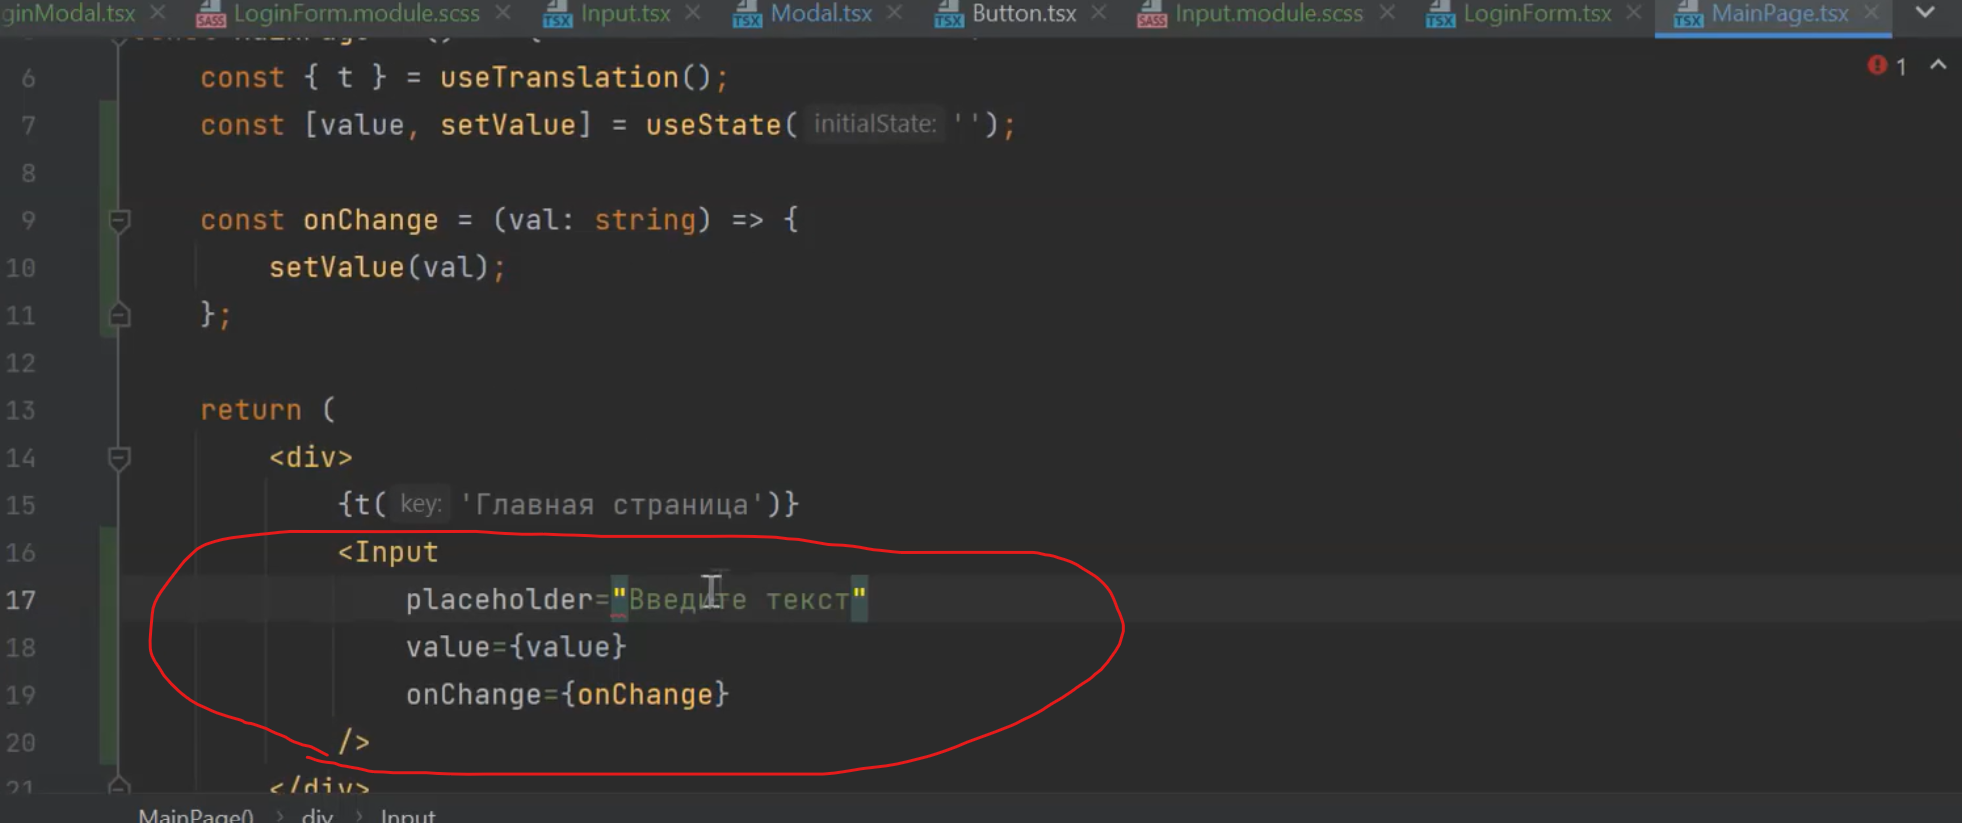 ginModal.tsx LoginForm.module.scss Input.tsx Modal.tsx Button.tsx Input.module.scss LoginForm.tsx MainPage.tsx
6 const { t } = useTranslation();
1
7 const [value, setValue] = useState( initialState: '');
8
9 const onChange = (val: string) => {
10 setValue(val);
11 };
12
13 return (
14 <div>
15 {t( key: 'Главная страница')}
16 <Input
17 placeholder="Введите текст"
18 value={value}
19 onChange={onChange}
20 />
21 </div>
MainPage() > div > Input